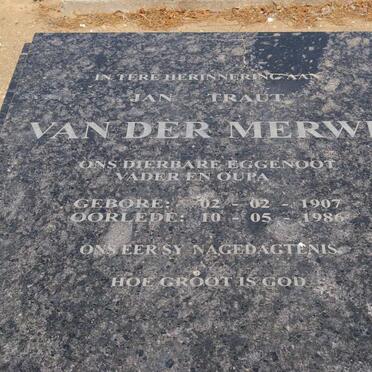 IN TERE HERINNERING AAN
JAN TRAUT
VAN DER MERWE
ONS DIERBARE EGGENOOT
VADER EN OUPA
GEBORE: 02 - 02 - 1907
OORLEDE: 10 - 05 - 1986
ONS EER SY NAGEDAGTENIS
HOE GROOT IS GOD